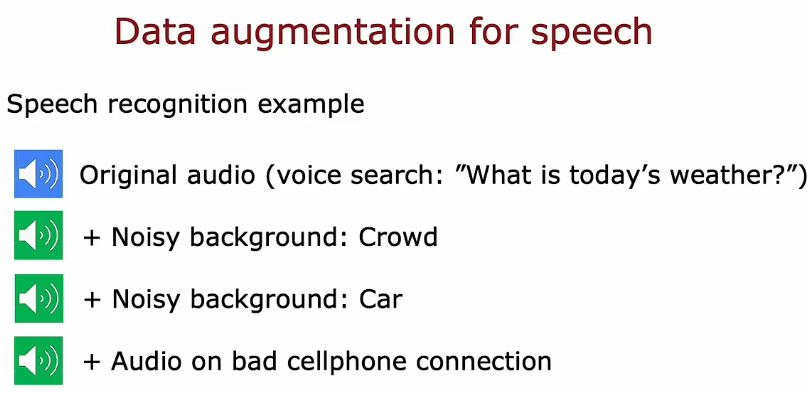 Data augmentation for speech
Speech recognition example
Original audio (voice search: ”What is today’s weather?”)
+ Noisy background: Crowd
+ Noisy background: Car
+ Audio on bad cellphone connection